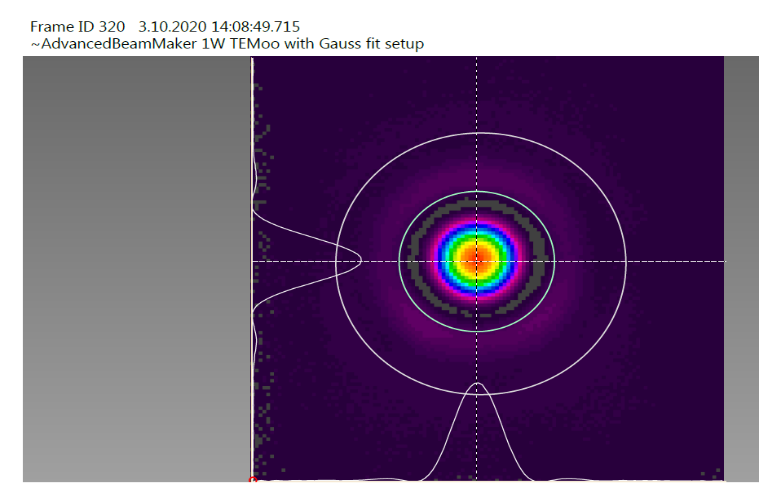 Frame ID 320   3.10.2020 14:08:49.715
~AdvancedBeamMaker 1W TEMoo with Gauss fit setup